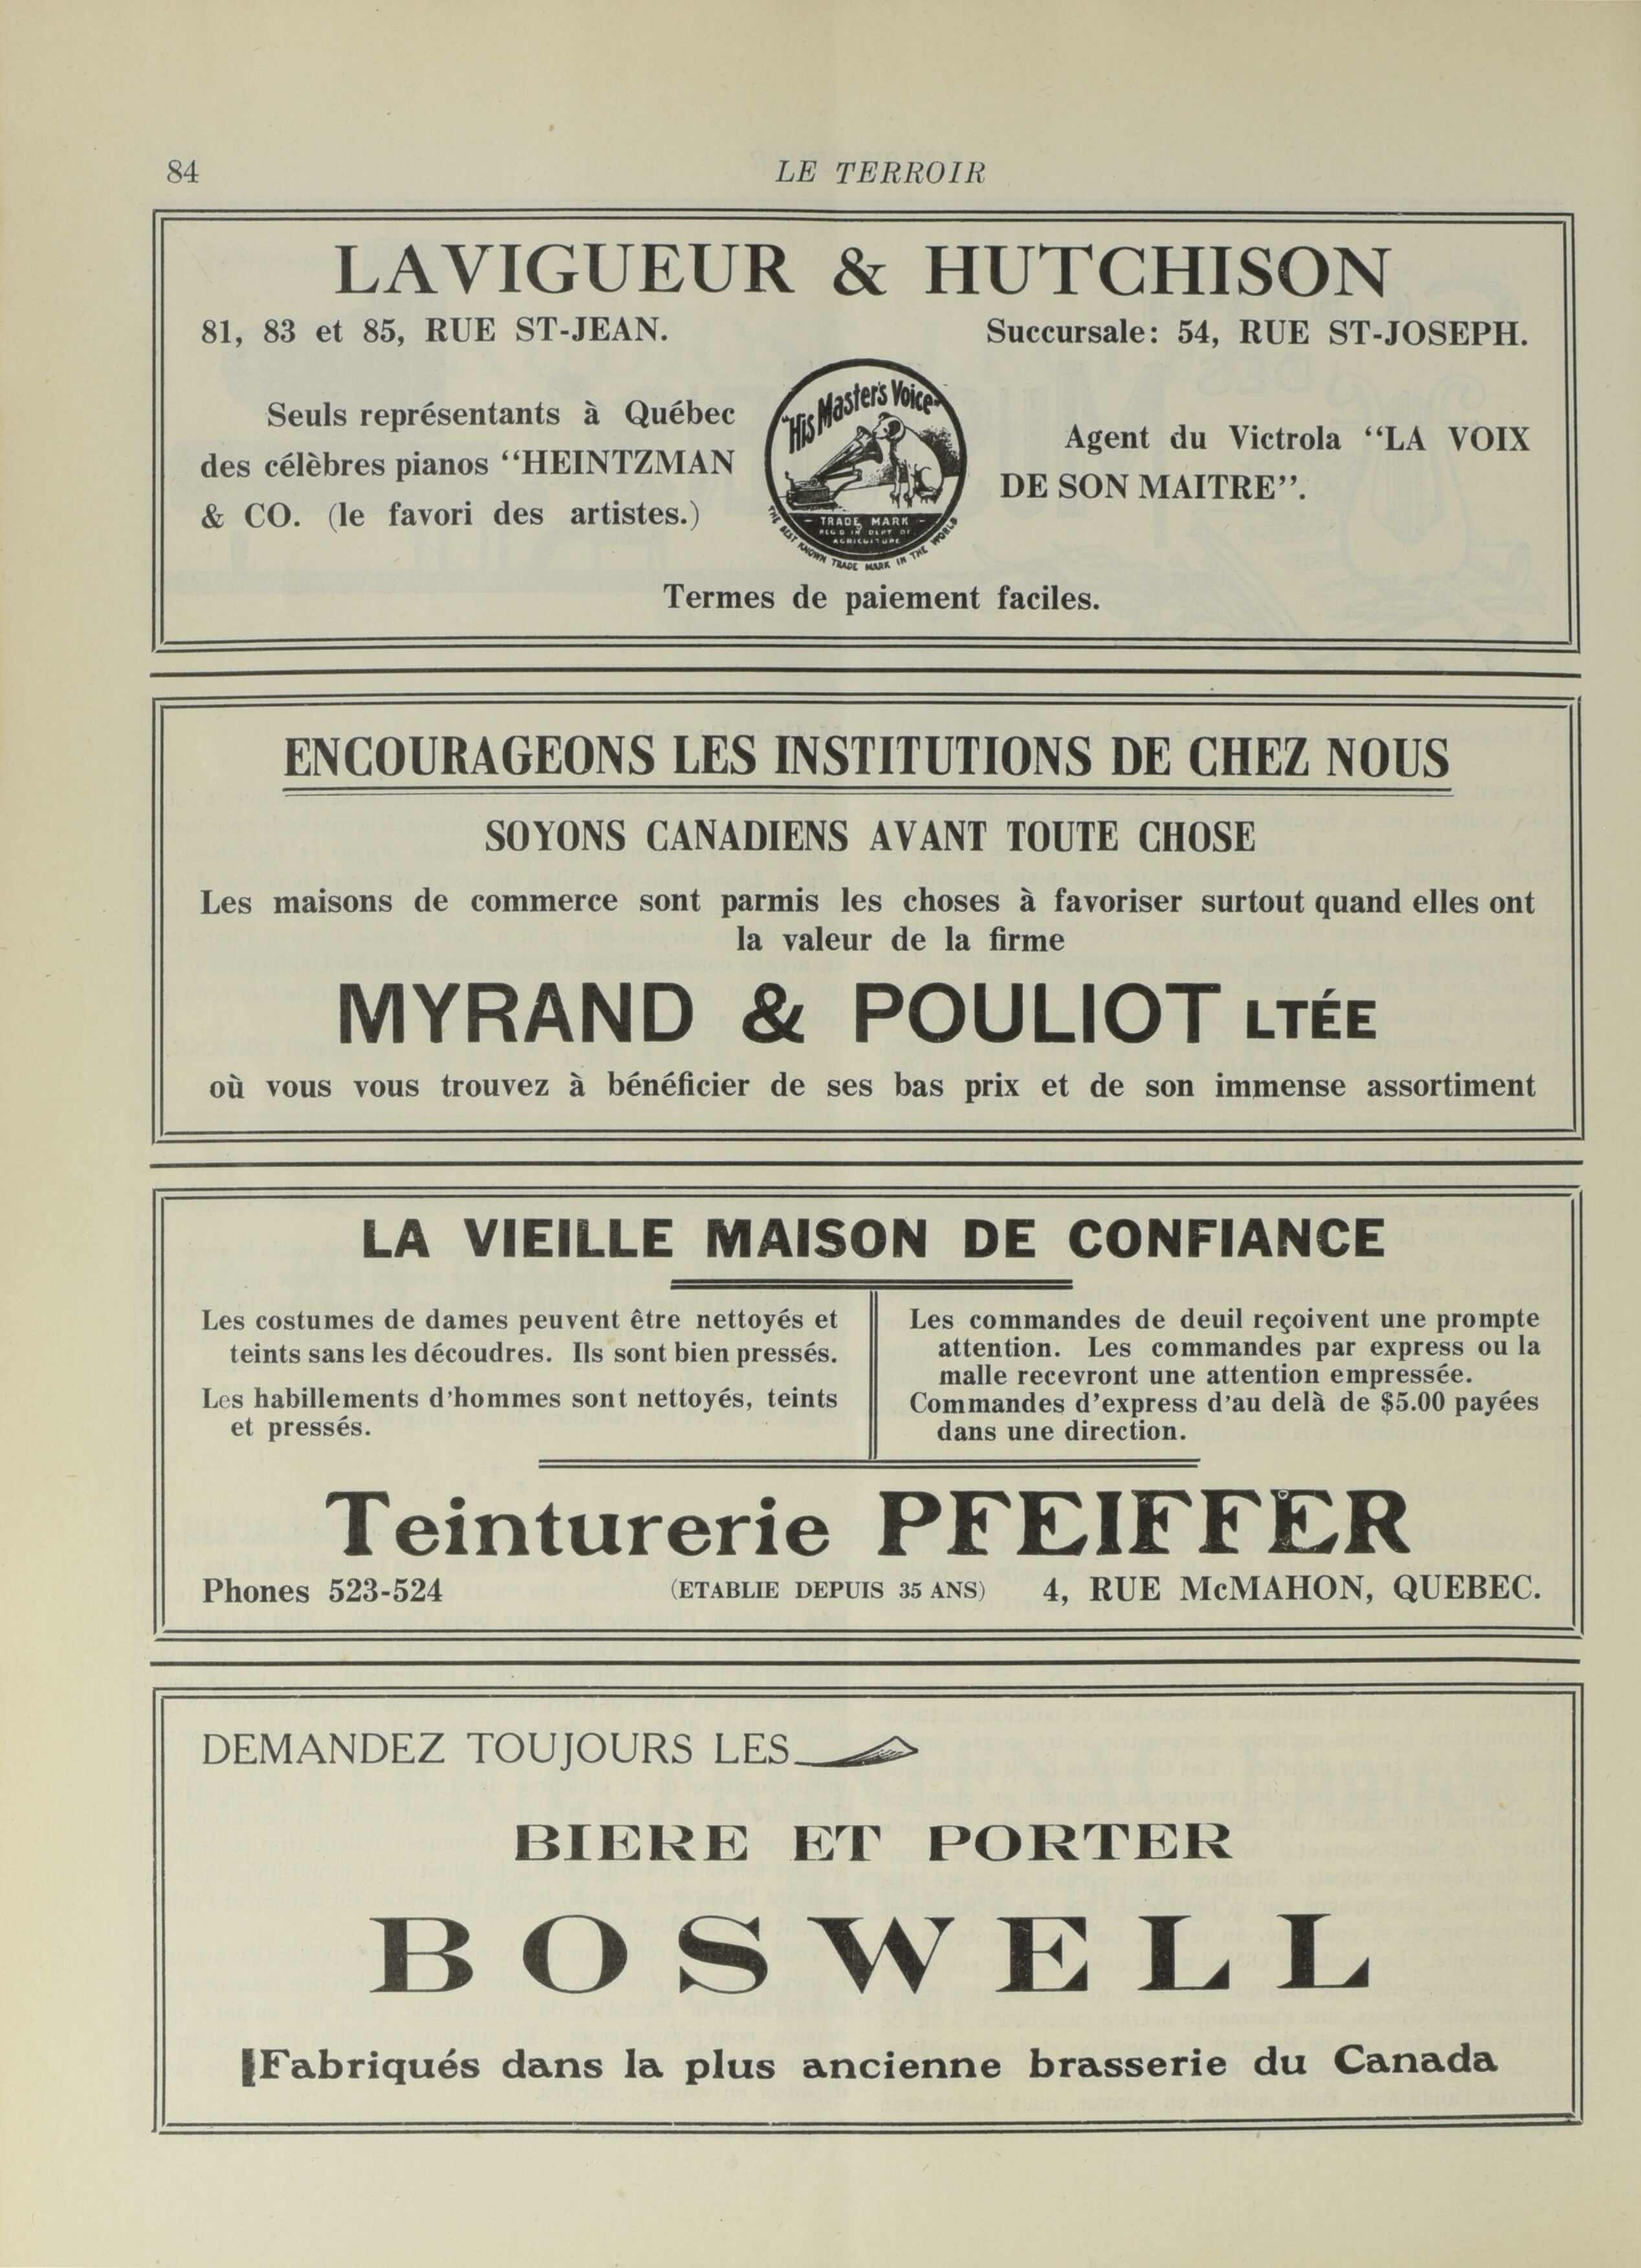 84
LE TERROIR
LAVIGUEUR & HUTCHISON
81, 83 et 85, RUE ST-JEAN.
Succursale: 54, RUE ST-JOSEPH.
Seuls représentants à Québec
des célèbres pianos “HEINTZMAN
& CO. (le favori des artistes.)
"His Master's Voice"
- TRADE MARK -
REG'D IN DEPT OF
AGRICULTURE
THE BEST KNOWN TRADE MARK IN THE WORLD
Agent du Victrola “LA VOIX
DE SON MAITRE”.
Termes de paiement faciles.
ENCOURAGEONS LES INSTITUTIONS DE CHEZ NOUS
SOYONS CANADIENS AVANT TOUTE CHOSE
Les maisons de commerce sont parmis les choses à favoriser surtout quand elles ont
la valeur de la firme
MYRAND & POULIOT LTÉE
où vous vous trouvez à bénéficier de ses bas prix et de son immense assortiment
LA VIEILLE MAISON DE CONFIANCE
Les costumes de dames peuvent être nettoyés et
teints sans les découdres. Ils sont bien pressés.
Les habillements d'hommes sont nettoyés, teints
et pressés.
Les commandes de deuil reçoivent une prompte
attention. Les commandes par express ou la
malle recevront une attention empressée.
Commandes d'express d'au delà de $5.00 payées
dans une direction.
Teinturerie PFEIFFER
Phones 523-524
(ETABLIE DEPUIS 35 ANS)
4, RUE McMAHON, QUEBEC.
DEMANDEZ TOUJOURS LES
BIERE ET PORTER
BOSWELL
Fabriqués dans la plus ancienne brasserie du Canada